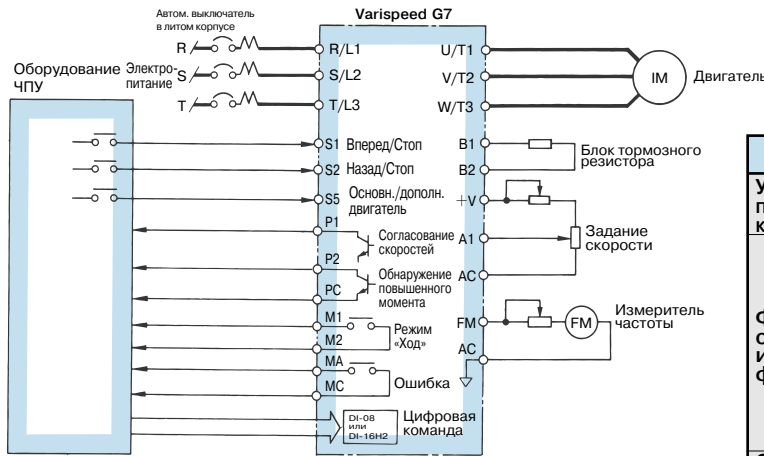 Varispeed G7
Автом. выключатель
в литом корпусе
Оборудование
ЧПУ
Электро-
питание
R
S
T
R/L1
S/L2
T/L3
U/T1
V/T2
W/T3
IM
Двигатель
S1 Вперед/Стоп
S2 Назад/Стоп
S5 Основн./дополн.
двигатель
P1
Согласование
скоростей
P2
Обнаружение
повышенного
момента
PC
M1
Режим
«Ход»
M2
MA
Ошибка
MC
DI-08
или
DI-16H2
Цифровая
команда
B1
Блок тормозного
резистора
B2
+V
A1
Задание
скорости
AC
FM
FM
Измеритель
частоты
AC